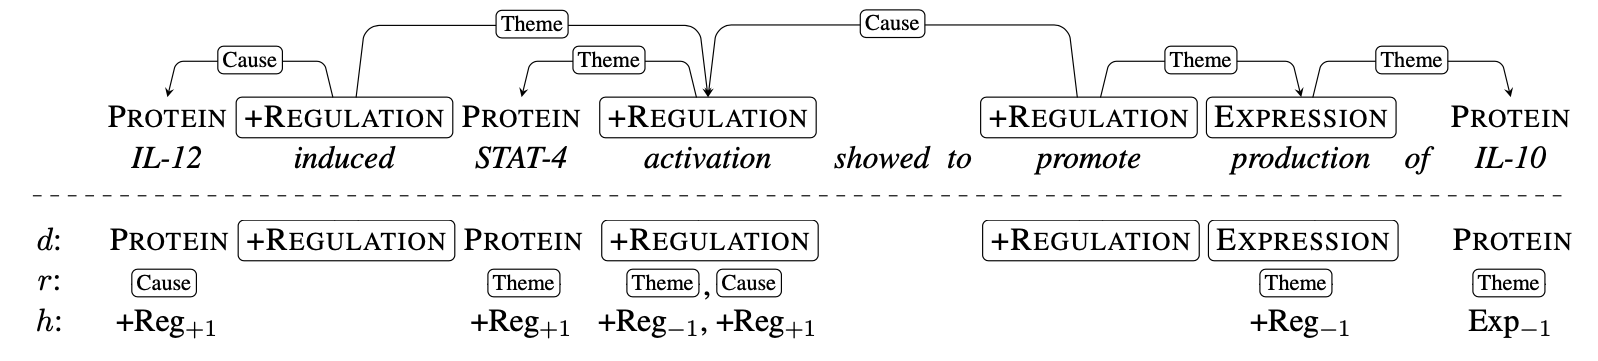 Theme Cause
Cause Theme Theme Theme
PROTEIN +REGULATION PROTEIN +REGULATION +REGULATION EXPRESSION PROTEIN
IL-12 induced STAT-4 activation showed to promote production of IL-10
d: PROTEIN +REGULATION PROTEIN +REGULATION +REGULATION EXPRESSION PROTEIN
r: Cause Theme Theme, Cause Theme Theme
h: +Reg+1 +Reg+1 +Reg−1, +Reg+1 +Reg−1 Exp−1